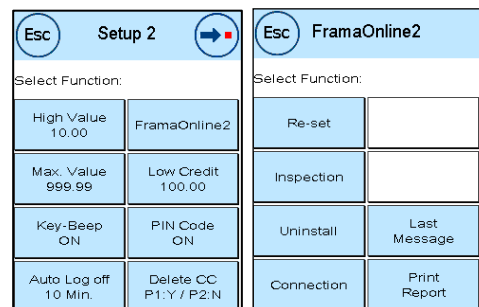 Esc Setup 2
Select Function:
High Value
10.00
FramaOnline2
Max. Value
999.99
Low Credit
100.00
Key-Beep
ON
PIN Code
ON
Auto Log off
10 Min.
Delete CC
P1:Y / P2:N
Esc FramaOnline2
Select Function:
Re-set
Inspection
Uninstall
Last
Message
Connection
Print
Report